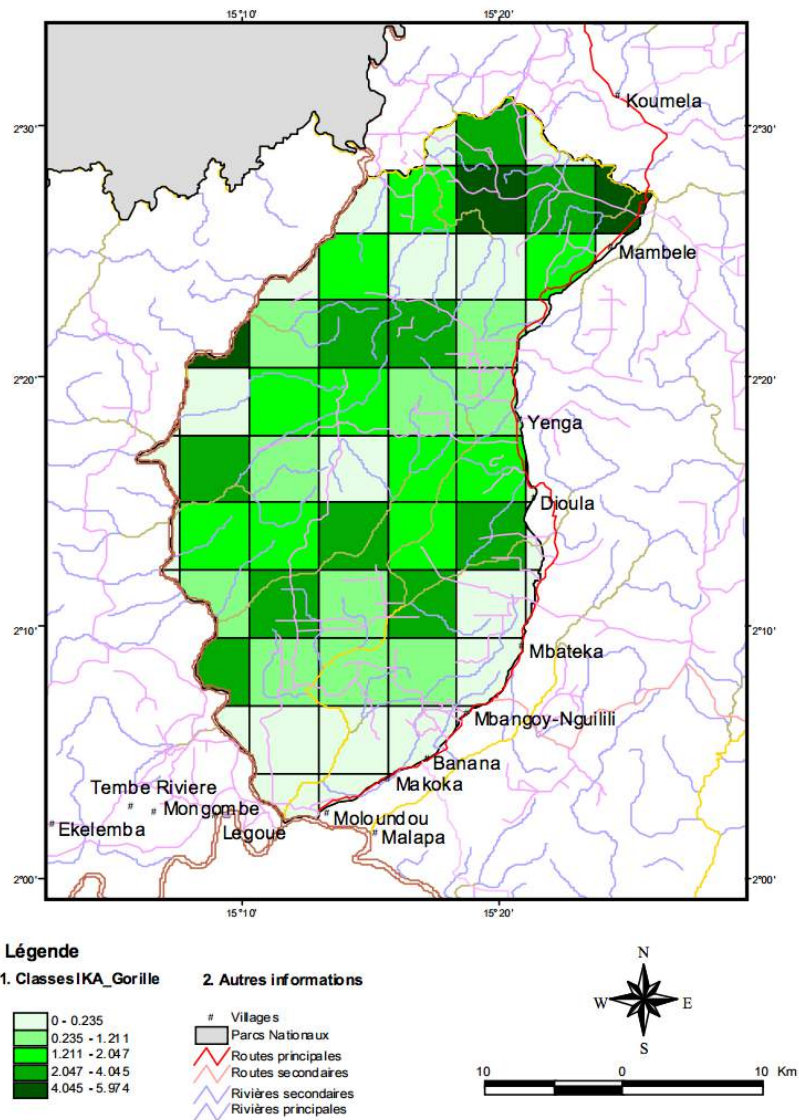 15°10' 15°20'
2°30' 2°30'
Koumela
Mambele
2°20' 2°20'
Yenga
Dioula
2°10' 2°10'
Mbateka
Mbangoy-Nguilili
Banana
Makoka
Tembe Riviere
Mongombe
Moloundou
Legoue
Ekelemba
Malapa
2°00' 2°00'
15°10' 15°20'
Légende
1. Classes IKA_Gorille
0 - 0.235
0.235 - 1.211
1.211 - 2.047
2.047 - 4.045
4.045 - 5.974
2. Autres informations
# Villages
Parcs Nationaux
Routes principales
Routes secondaires
Rivières secondaires
Rivières principales
N
W E
S
10 0 10 Km